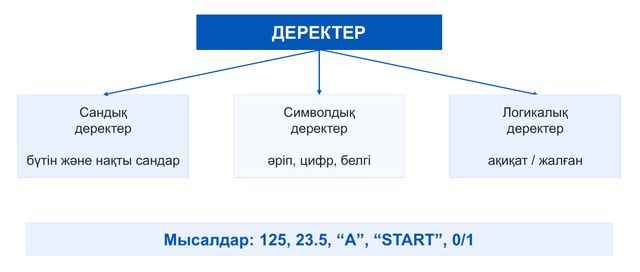 ДЕРЕКТЕР
Сандық
деректер
бүтін және нақты сандар
Символдық
деректер
әріп, цифр, белгі
Логикалық
деректер
ақиқат / жалған
Мысалдар: 125, 23.5, “A”, “START”, 0/1